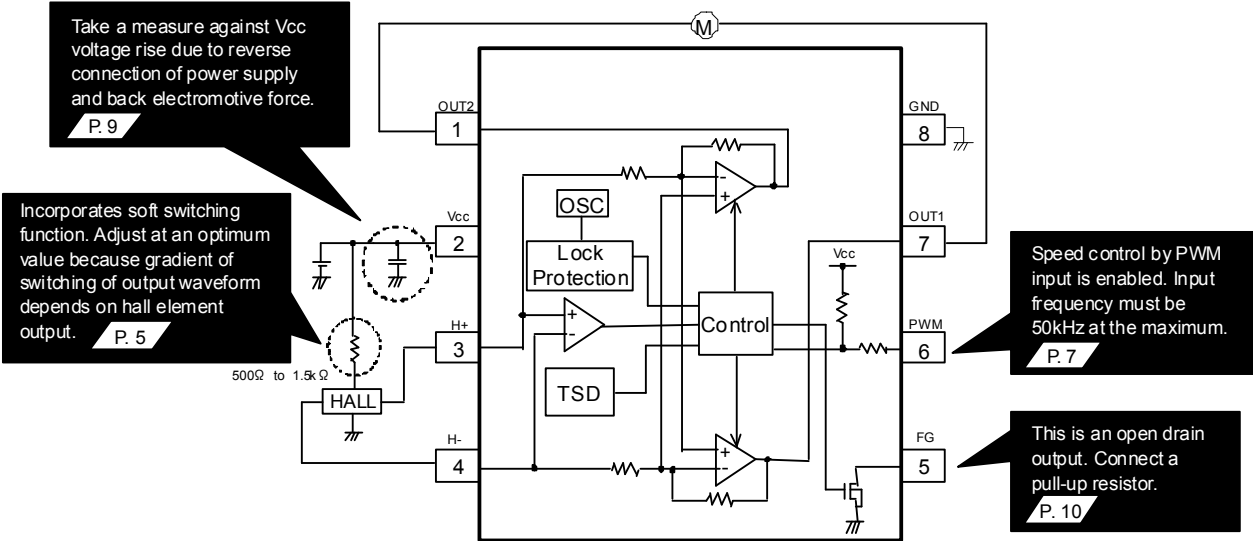 Take a measure against Vcc
voltage rise due to reverse
connection of power supply
and back electromotive force.
P. 9
Incorporates soft switching
function. Adjust at an optimum
value because gradient of
switching of output waveform
depends on hall element
output.
P. 5
500Ω to 1.5kΩ
HALL
M
OUT2
1
Vcc
2
H+
3
H-
4
OSC
Lock
Protection
TSD
Control
-
+
+
-
+
-
Vcc
GND
8
OUT1
7
PWM
6
FG
5
Speed control by PWM
input is enabled. Input
frequency must be
50kHz at the maximum.
P. 7
This is an open drain
output. Connect a
pull-up resistor.
P. 10